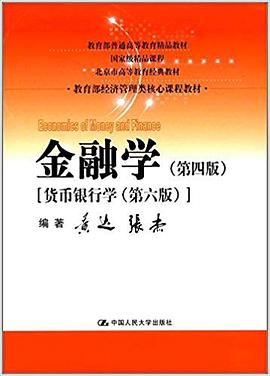 教育部普通高等教育精品教材
国家级精品课程
北京市高等教育经典教材
·教育部经济管理类核心课程教材·
Economics of Money and Finance
金融学(第四版)
[货币银行学(第六版)]
编著 黄达 张杰
中国人民大学出版社